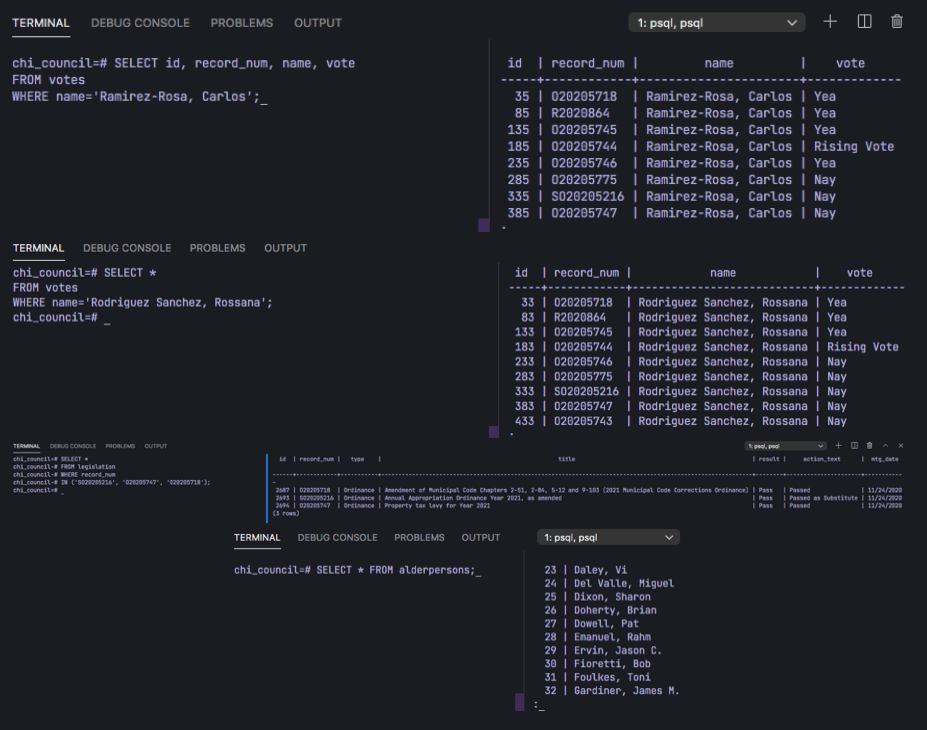 TERMINAL DEBUG CONSOLE PROBLEMS OUTPUT 1: psql, psql
chi_council=# SELECT id, record_num, name, vote
FROM votes
WHERE name='Ramirez-Rosa, Carlos';_
id | record_num | name | vote
-----+------------+----------------------+-------------
35 | O20205718 | Ramirez-Rosa, Carlos | Yea
85 | R2020864 | Ramirez-Rosa, Carlos | Yea
135 | O20205745 | Ramirez-Rosa, Carlos | Yea
185 | O20205744 | Ramirez-Rosa, Carlos | Rising Vote
235 | O20205746 | Ramirez-Rosa, Carlos | Yea
285 | O20205775 | Ramirez-Rosa, Carlos | Nay
335 | SO20205216 | Ramirez-Rosa, Carlos | Nay
385 | O20205747 | Ramirez-Rosa, Carlos | Nay
TERMINAL DEBUG CONSOLE PROBLEMS OUTPUT
chi_council=# SELECT *
FROM votes
WHERE name='Rodriguez Sanchez, Rossana';
chi_council=# _
id | record_num | name | vote
-----+------------+----------------------------+-------------
33 | O20205718 | Rodriguez Sanchez, Rossana | Yea
83 | R2020864 | Rodriguez Sanchez, Rossana | Yea
133 | O20205745 | Rodriguez Sanchez, Rossana | Yea
183 | O20205744 | Rodriguez Sanchez, Rossana | Rising Vote
233 | O20205746 | Rodriguez Sanchez, Rossana | Nay
283 | O20205775 | Rodriguez Sanchez, Rossana | Nay
333 | SO20205216 | Rodriguez Sanchez, Rossana | Nay
383 | O20205747 | Rodriguez Sanchez, Rossana | Nay
433 | O20205743 | Rodriguez Sanchez, Rossana | Nay
TERMINAL DEBUG CONSOLE PROBLEMS OUTPUT 1: psql, psql
chi_council=# SELECT *
chi_council-# FROM legislation
chi_council-# WHERE record_num
chi_council-# IN ('SO20205216', 'O20205747', 'O20205718');
chi_council=# _
id | record_num | type | title | result | action_text | mtg_date
2687 | O20205718 | Ordinance | Amendment of Municipal Code Chapters 2-51, 2-84, 5-12 and 9-103 (2021 Municipal Code Corrections Ordinance) | Pass | Passed | 11/24/2020
2693 | SO20205216 | Ordinance | Annual Appropriation Ordinance Year 2021, as amended | Pass | Passed as Substitute | 11/24/2020
2694 | O20205747 | Ordinance | Property tax levy for Year 2021 | Pass | Passed | 11/24/2020
(3 rows)
TERMINAL DEBUG CONSOLE PROBLEMS OUTPUT 1: psql, psql
chi_council=# SELECT * FROM alderpersons;_
23 | Daley, Vi
24 | Del Valle, Miguel
25 | Dixon, Sharon
26 | Doherty, Brian
27 | Dowell, Pat
28 | Emanuel, Rahm
29 | Ervin, Jason C.
30 | Fioretti, Bob
31 | Foulkes, Toni
32 | Gardiner, James M.
:_